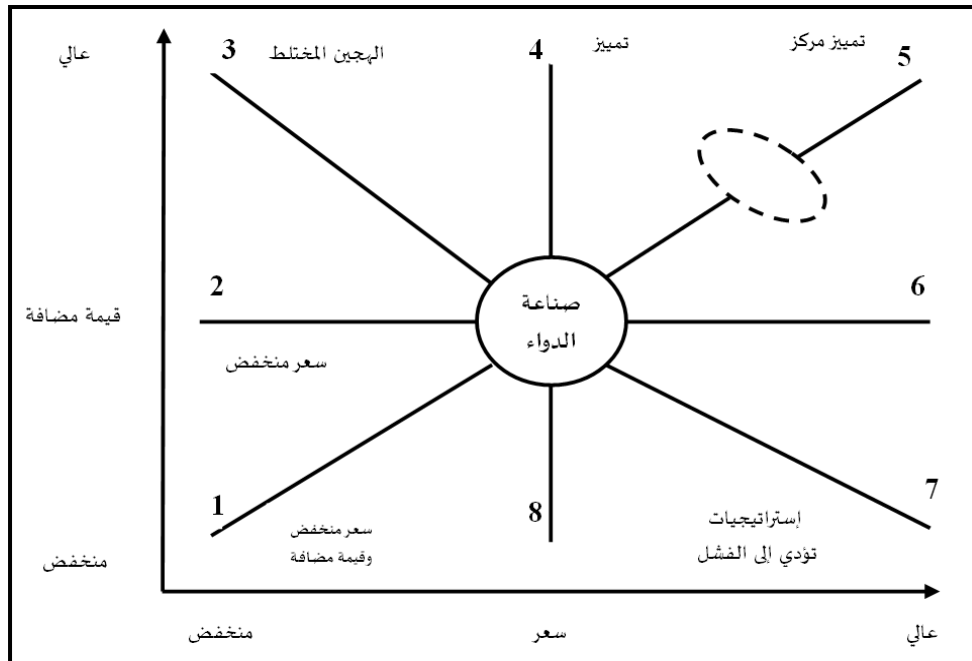 عالي
3
الهجين المختلط
4
تمييز
تمييز مركز
5
2
صناعة
الدواء
6
قيمة مضافة
سعر منخفض
1
سعر منخفض
وقيمة مضافة
8
إستراتيجيات
تؤدي إلى الفشل
7
منخفض
منخفض
سعر
عالي